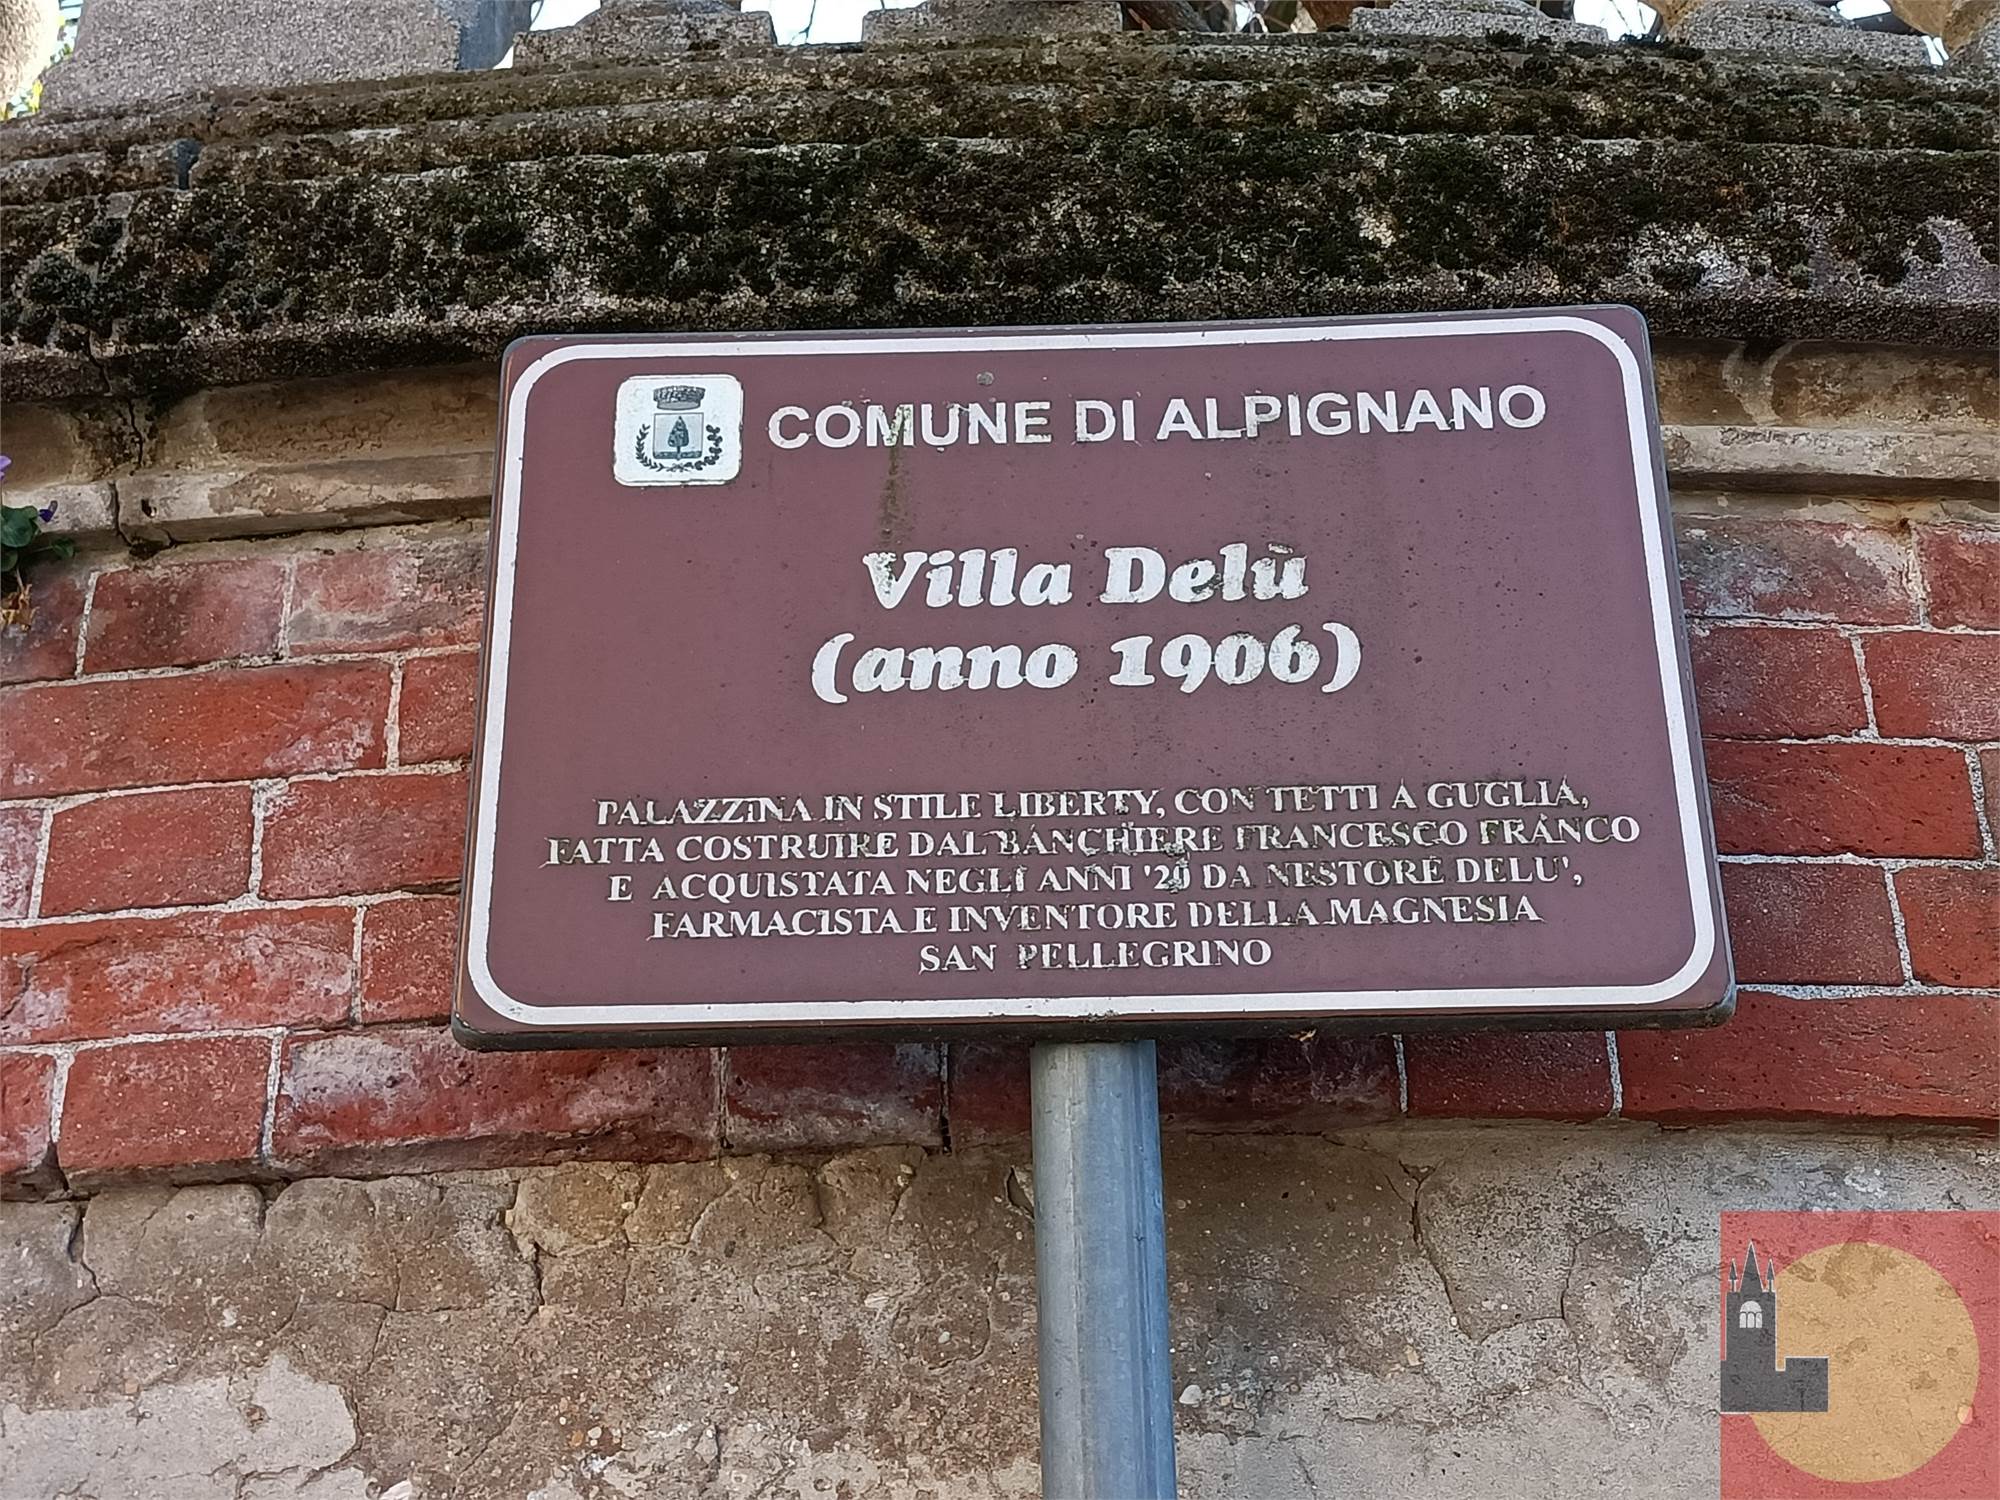 COMUNE DI ALPIGNANO
Villa Delù
(anno 1906)
PALAZZINA IN STILE LIBERTY, CON TETTI A GUGLIA,
FATTA COSTRUIRE DAL BANCHIERE FRANCESCO FRANCO
E ACQUISTATA NEGLI ANNI '20 DA NESTORE DELU',
FARMACISTA E INVENTORE DELLA MAGNESIA
SAN PELLEGRINO